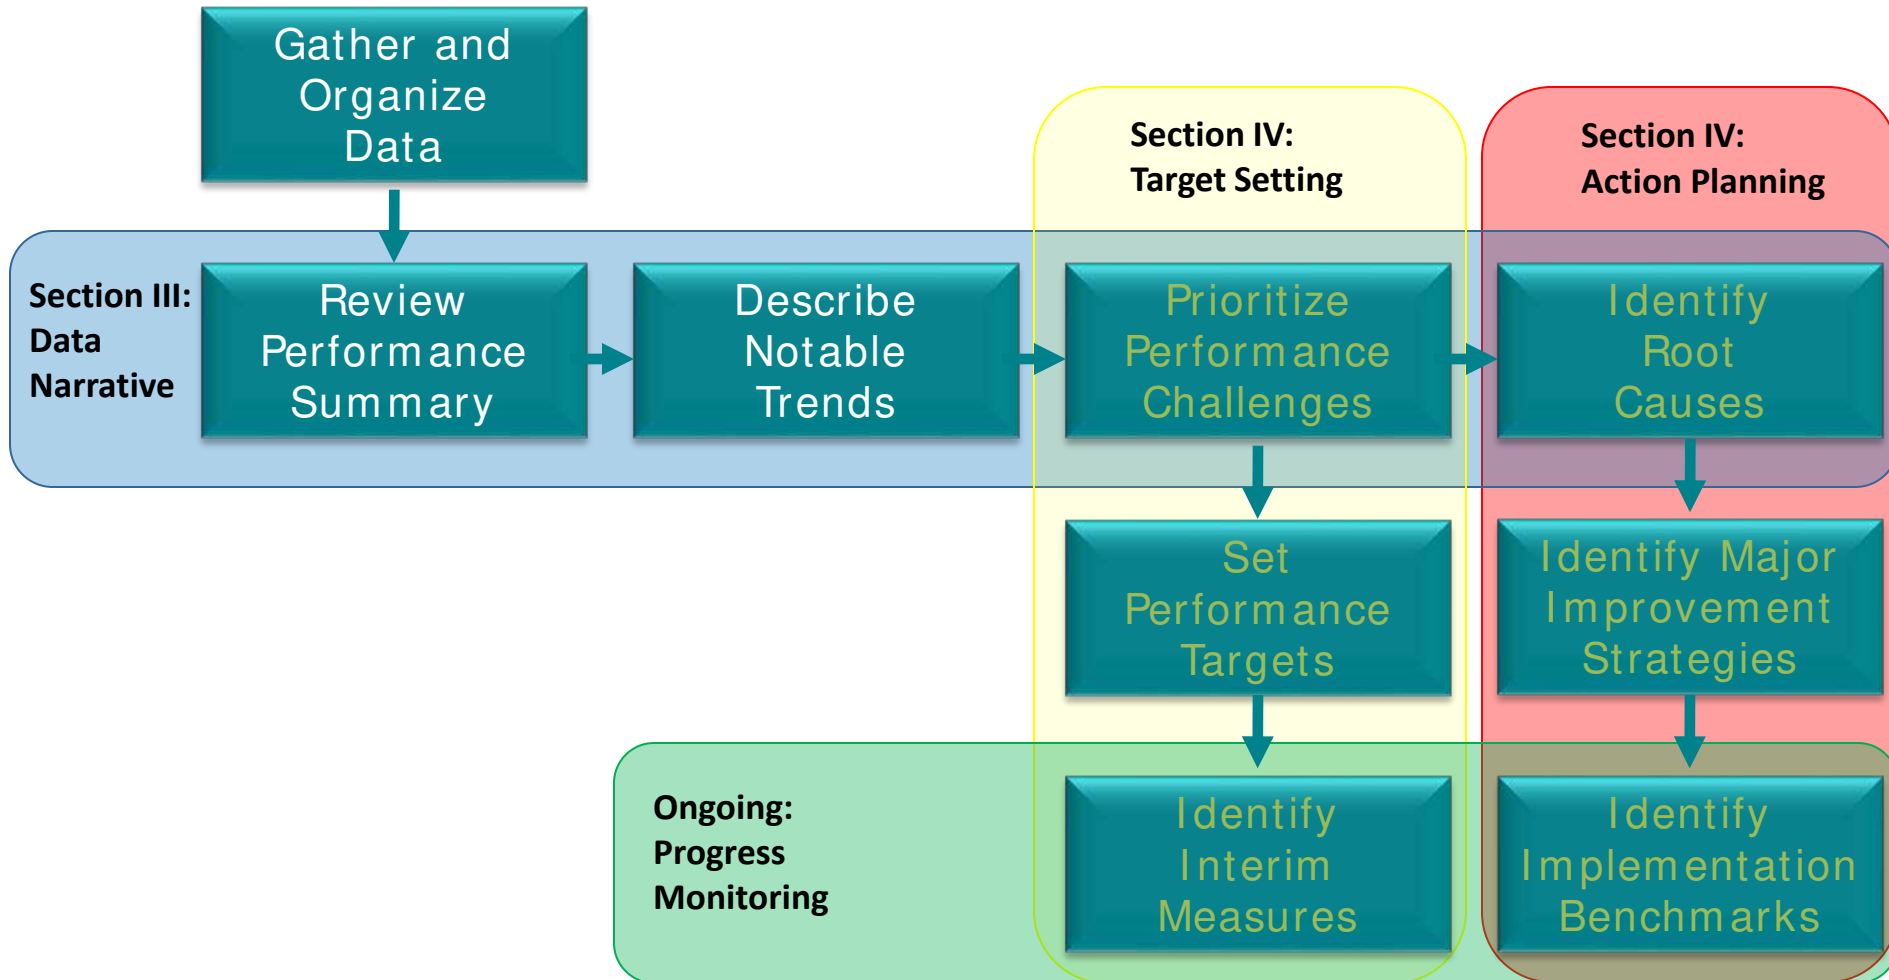 Gather and
Organize
Data
Section IV:
Target Setting
Section IV:
Action Planning
Section III:
Data
Narrative
Review
Performance
Summary
Describe
Notable
Trends
Prioritize
Performance
Challenges
Identify
Root
Causes
Set
Performance
Targets
Identify Major
Improvement
Strategies
Ongoing:
Progress
Monitoring
Identify
Interim
Measures
Identify
Implementation
Benchmarks